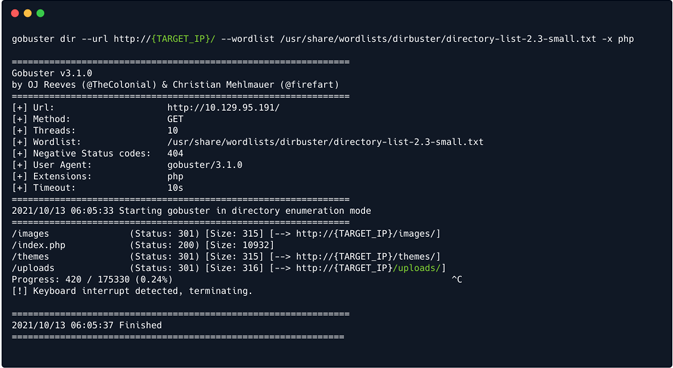 gobuster dir --url http://{TARGET_IP}/ --wordlist /usr/share/wordlists/dirbuster/directory-list-2.3-small.txt -x php
===============================================================
Gobuster v3.1.0
by OJ Reeves (@TheColonial) & Christian Mehlmauer (@firefart)
===============================================================
[+] Url:                     http://10.129.95.191/
[+] Method:                  GET
[+] Threads:                 10
[+] Wordlist:                /usr/share/wordlists/dirbuster/directory-list-2.3-small.txt
[+] Negative Status codes:   404
[+] User Agent:              gobuster/3.1.0
[+] Extensions:              php
[+] Timeout:                 10s
===============================================================
2021/10/13 06:05:33 Starting gobuster in directory enumeration mode
===============================================================
/images               (Status: 301) [Size: 315] [--> http://{TARGET_IP}/images/]
/index.php            (Status: 200) [Size: 10932]
/themes               (Status: 301) [Size: 315] [--> http://{TARGET_IP}/themes/]
/uploads              (Status: 301) [Size: 316] [--> http://{TARGET_IP}/uploads/]
Progress: 420 / 175330 (0.24%)                                                    ^C
[!] Keyboard interrupt detected, terminating.
===============================================================
2021/10/13 06:05:37 Finished
==============================================================